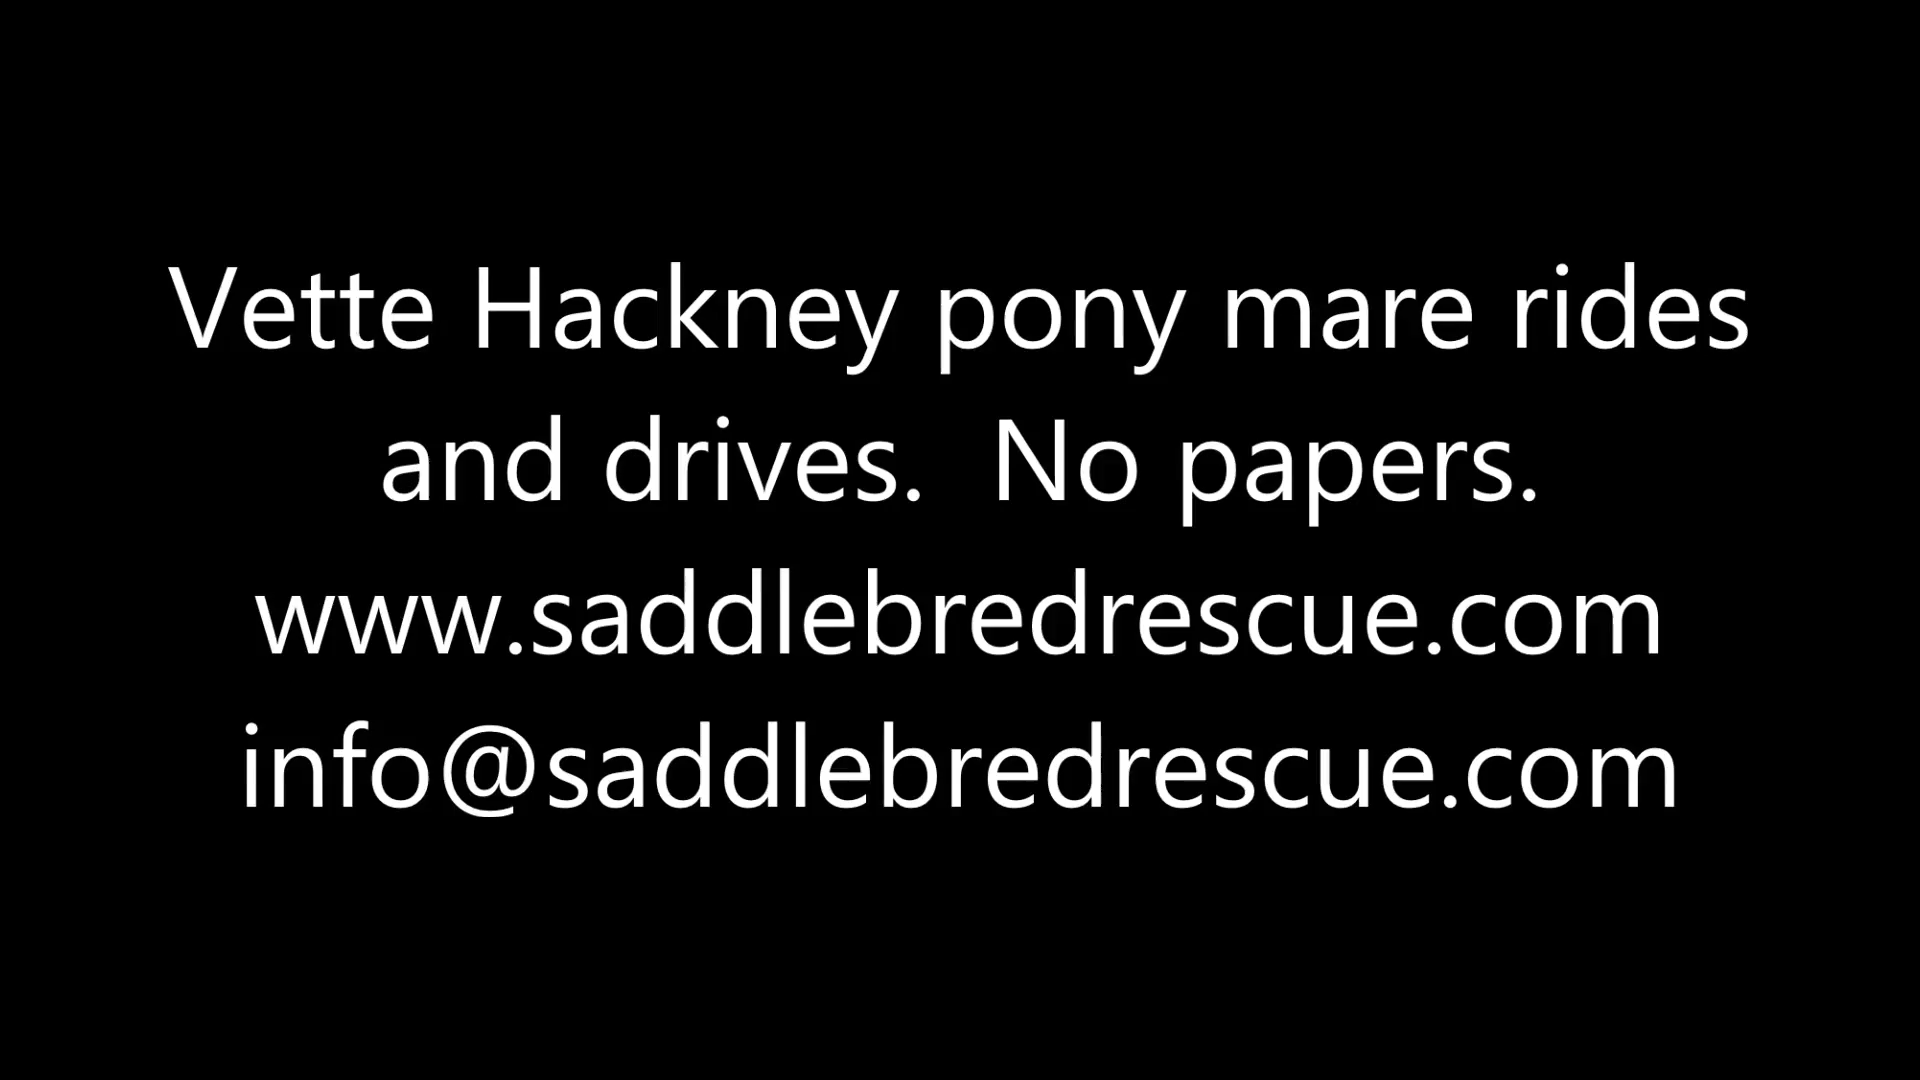 Vette Hackney pony mare rides
and drives.  No papers.
www.saddlebredrescue.com
info@saddlebredrescue.com